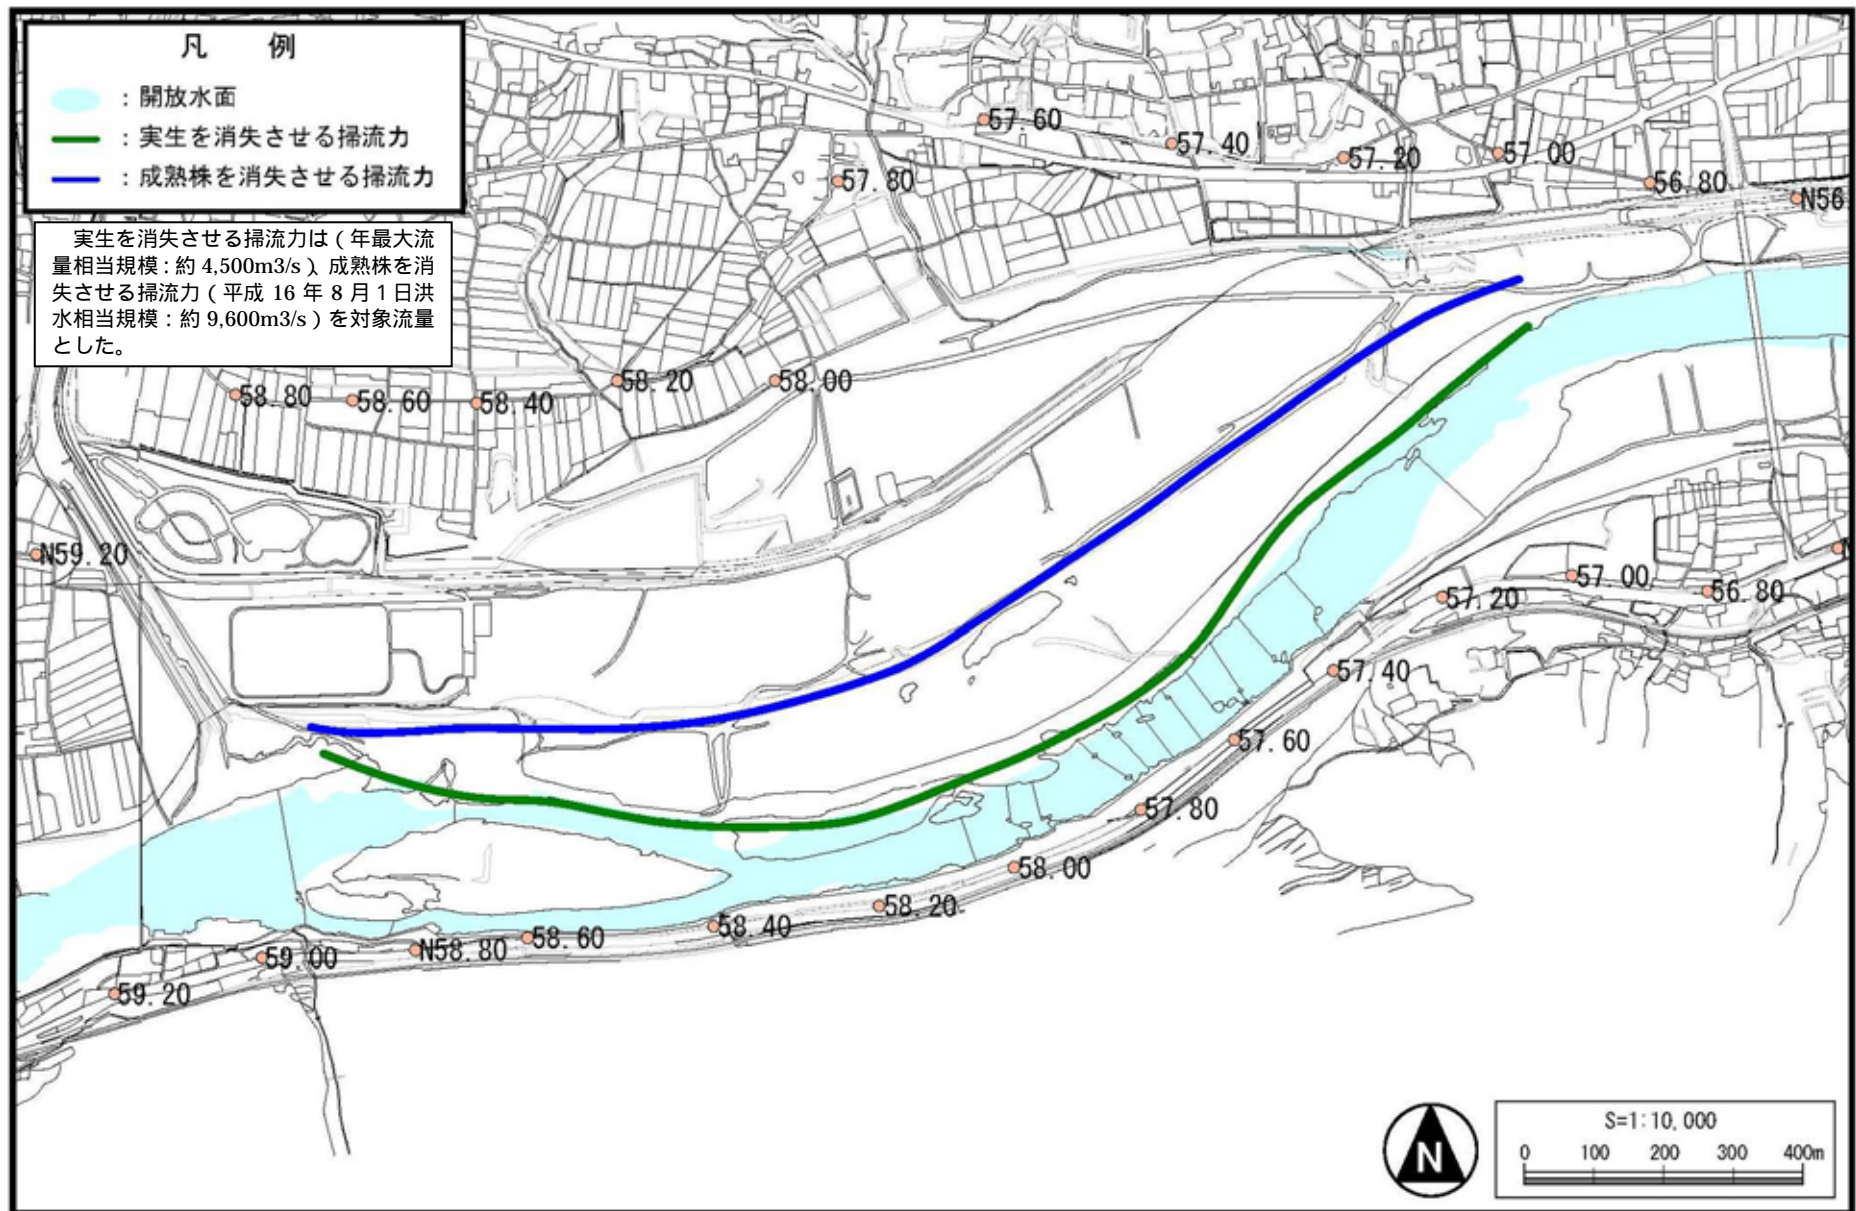 凡 例
：開放水面
：実生を消失させる掃流力
：成熟株を消失させる掃流力
実生を消失させる掃流力は（年最大流
量相当規模：約 4,500m3/s）、成熟株を消
失させる掃流力（平成 16 年 8 月 1 日洪
水相当規模：約 9,600m3/s）を対象流量
とした。
57.60
57.40
57.20
57.00
56.80
N56.
57.80
58.00
58.20
58.40
58.60
58.80
N59.20
57.00
56.80
N
57.20
57.40
57.60
57.80
58.00
58.20
58.40
58.60
N58.80
59.00
59.20
N
S=1:10,000
0 100 200 300 400m